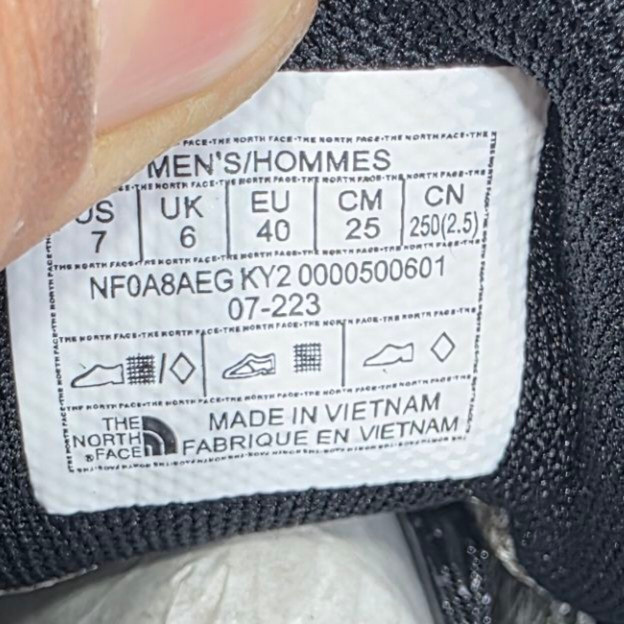 MEN'S/HOMMES
US UK EU CM CN
7 6 40 25 250(2.5)
NF0A8AEG KY2 0000500601
07-223
THE NORTH FACE
MADE IN VIETNAM
FABRIQUE EN VIETNAM